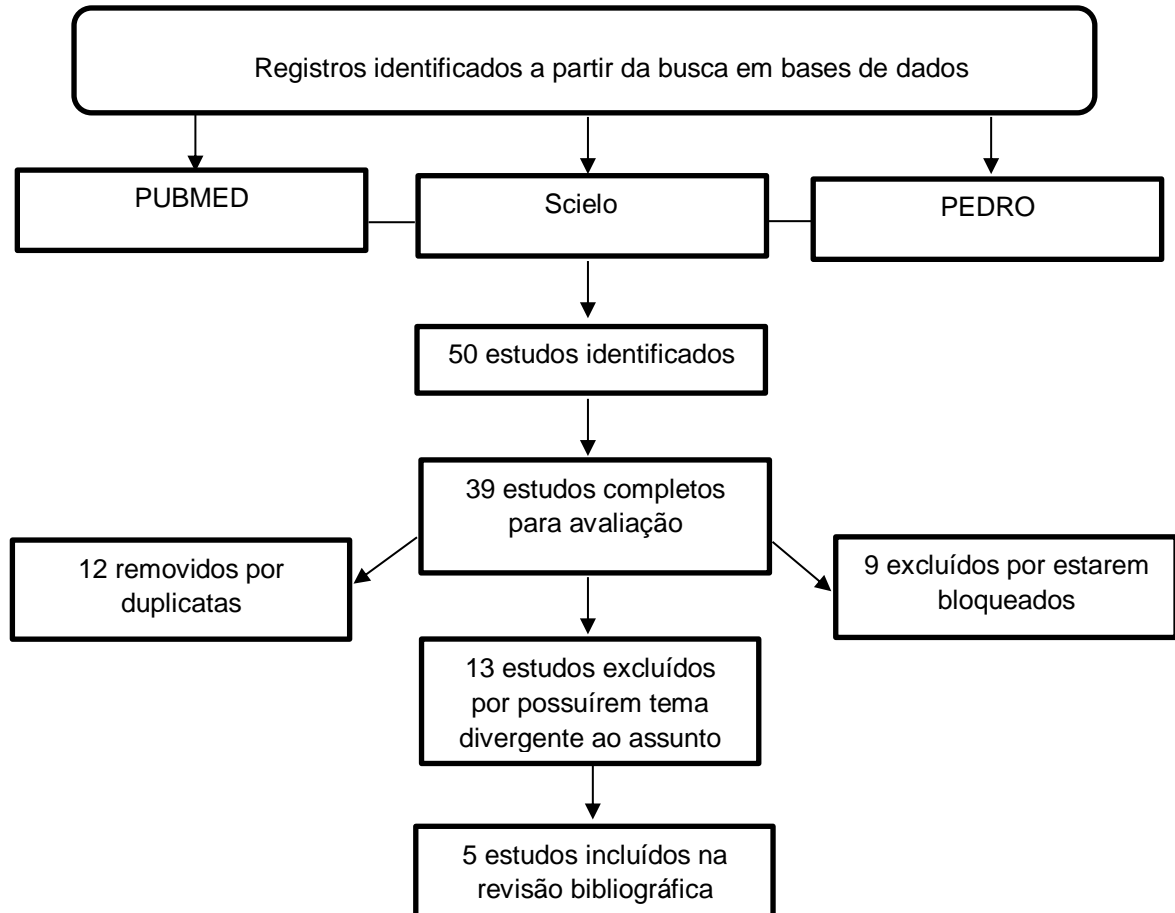 Registros identificados a partir da busca em bases de dados
PUBMED
Scielo
PEDRO
50 estudos identificados
39 estudos completos
para avaliação
12 removidos por
duplicatas
9 excluídos por estarem
bloqueados
13 estudos excluídos
por possuírem tema
divergente ao assunto
5 estudos incluídos na
revisão bibliográfica